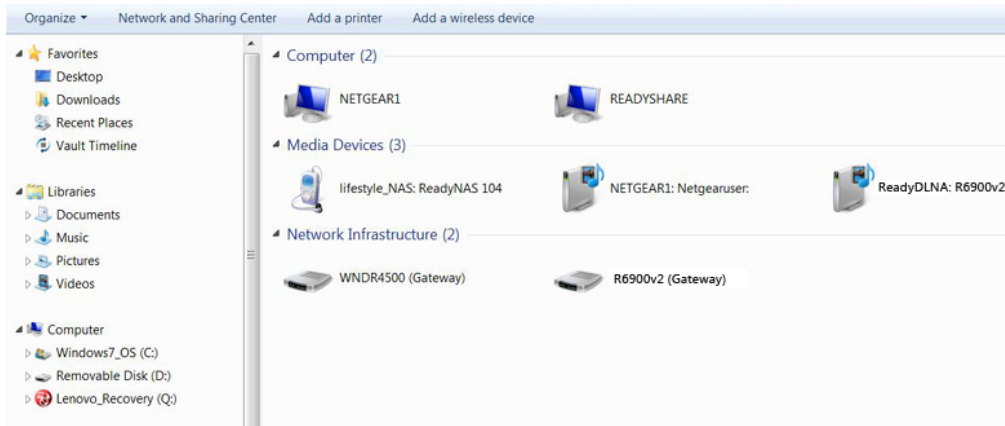 Organize Network and Sharing Center Add a printer Add a wireless device
Favorites
Desktop
Downloads
Recent Places
Vault Timeline
Libraries
Documents
Music
Pictures
Videos
Computer
Windows7_OS (C:)
Removable Disk (D:)
Lenovo_Recovery (Q:)
Computer (2)
NETGEAR1 READYSHARE
Media Devices (3)
lifestyle_NAS: ReadyNAS 104 NETGEAR1: Netgearuser: ReadyDLNA: R6900v2
Network Infrastructure (2)
WNDR4500 (Gateway) R6900v2 (Gateway)